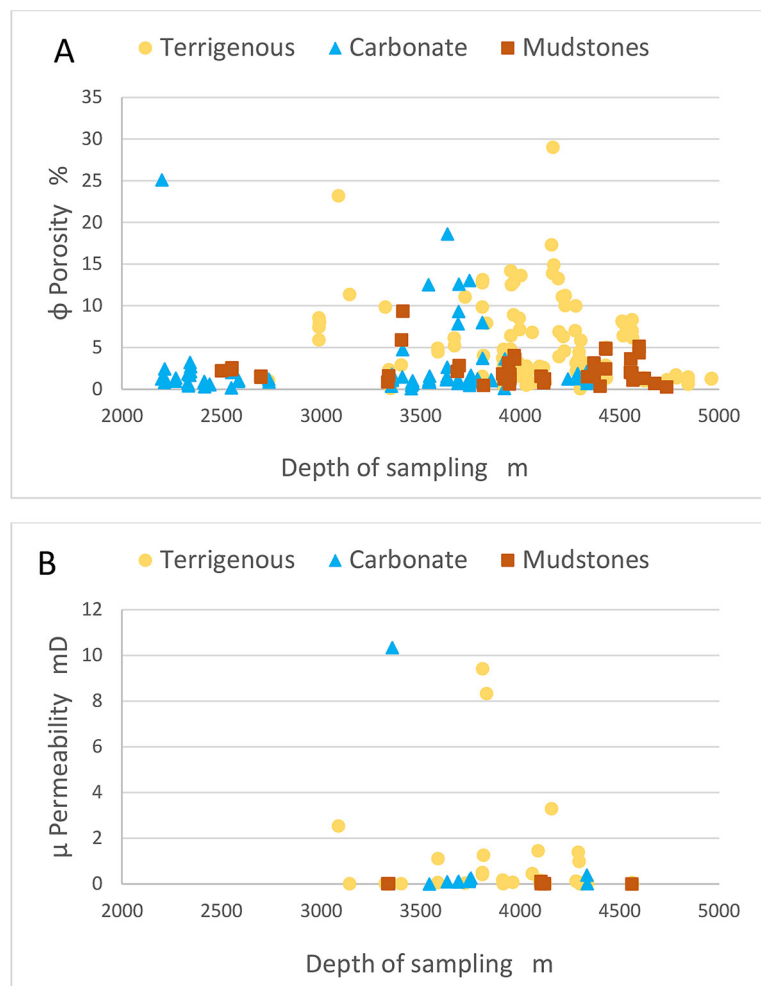 A
Terrigenous Carbonate Mudstones
35
30
25
20
15
10
5
0
2000 2500 3000 3500 4000 4500 5000
ϕ Porosity %
Depth of sampling m
B
Terrigenous Carbonate Mudstones
12
10
8
6
4
2
0
2000 2500 3000 3500 4000 4500 5000
μ Permeability mD
Depth of sampling m